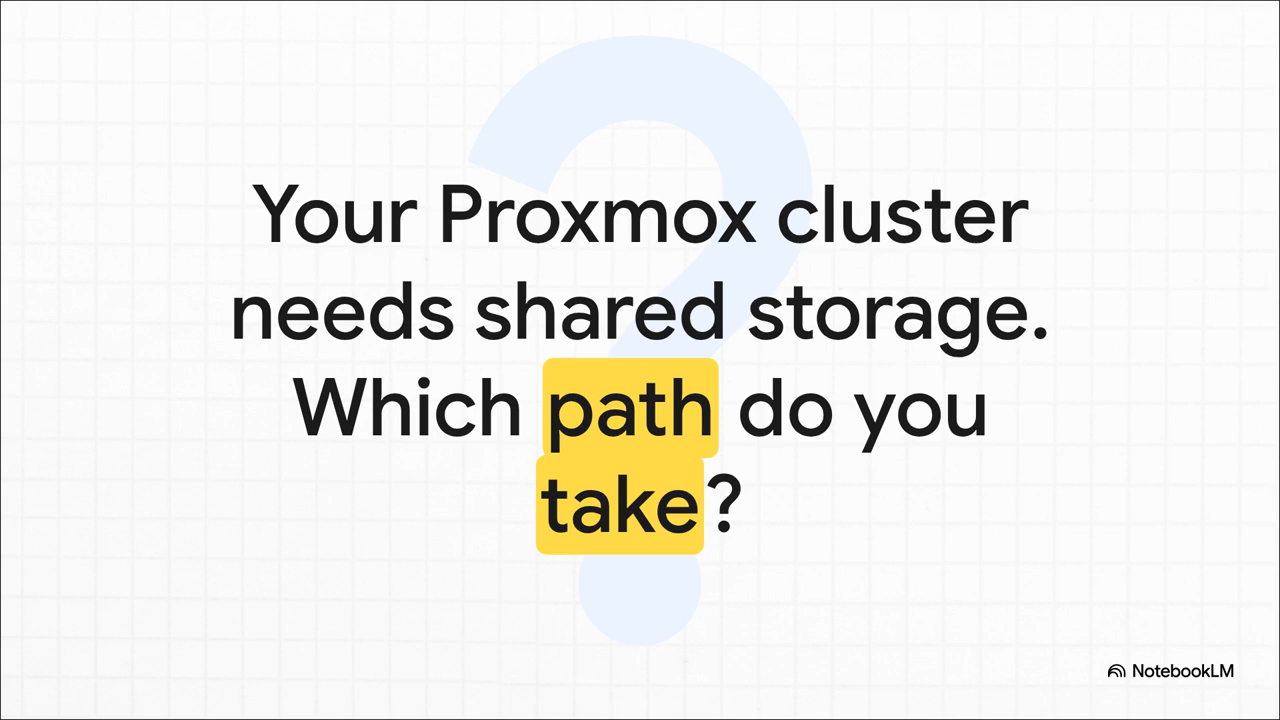 Your Proxmox cluster
needs shared storage.
Which path do you
take?
NotebookLM